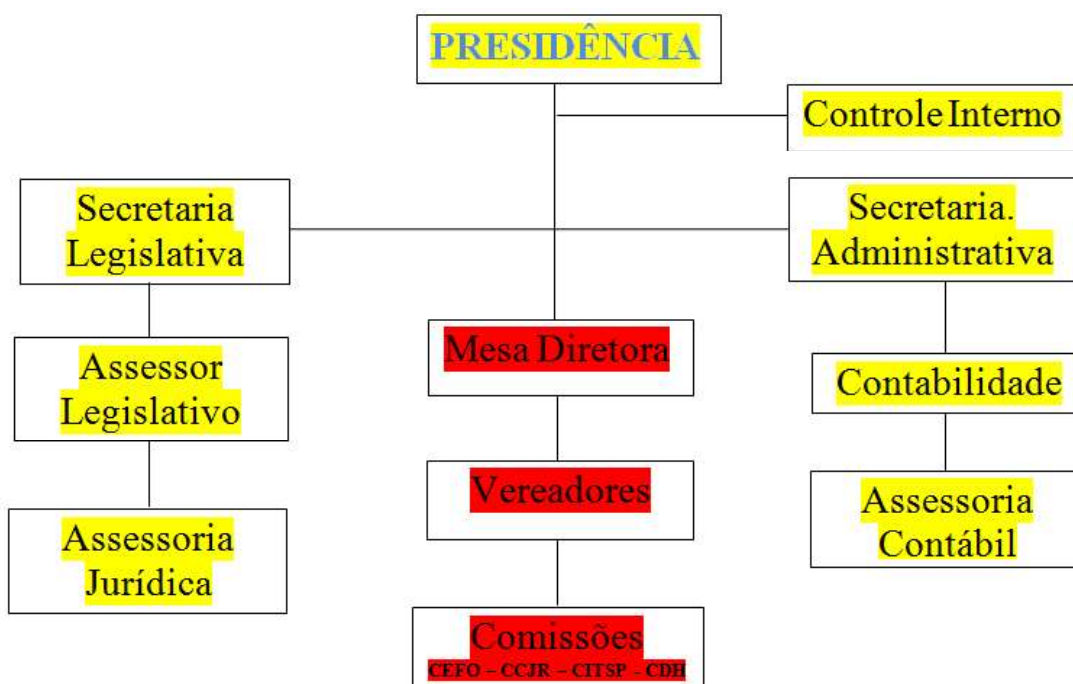 PRESIDÊNCIA
Controle Interno
Secretaria
Legislativa
Secretaria.
Administrativa
Mesa Diretora
Assessor
Legislativo
Contabilidade
Vereadores
Assessoria
Contábil
Assessoria
Jurídica
Comissões
CEFO – CCJR – CITSP - CDH